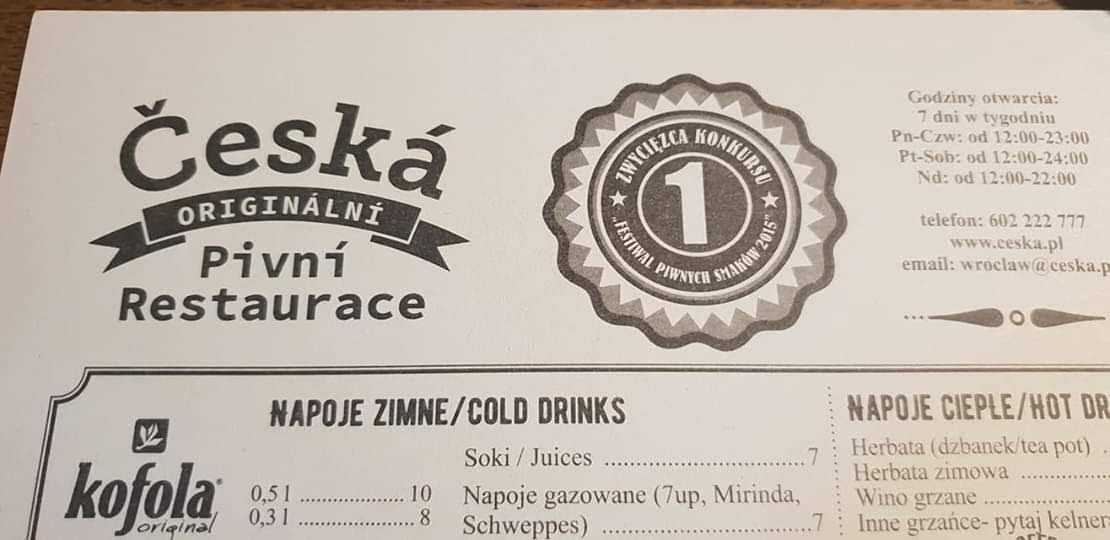 Česká
ORIGINÁLNÍ
Pivní
Restaurace
ZWYCIĘZCA KONKURSU
1
„FESTIWAL PIWNYCH SMAKÓW 2015”
Godziny otwarcia:
7 dni w tygodniu
Pn-Czw: od 12:00-23:00
Pt-Sob: od 12:00-24:00
Nd: od 12:00-22:00
telefon: 602 222 777
www.ceska.pl
email: wroclaw@ceska.p
NAPOJE ZIMNE/COLD DRINKS
kofola
original
0,5 l .................. 10
0,3 l .................... 8
Soki / Juices ..............................7
Napoje gazowane (7up, Mirinda,
Schweppes) ...............................7
NAPOJE CIEPŁE/HOT DR
Herbata (dzbanek/tea pot) .
Herbata zimowa ............
Wino grzane .................
Inne grzańce- pytaj kelner